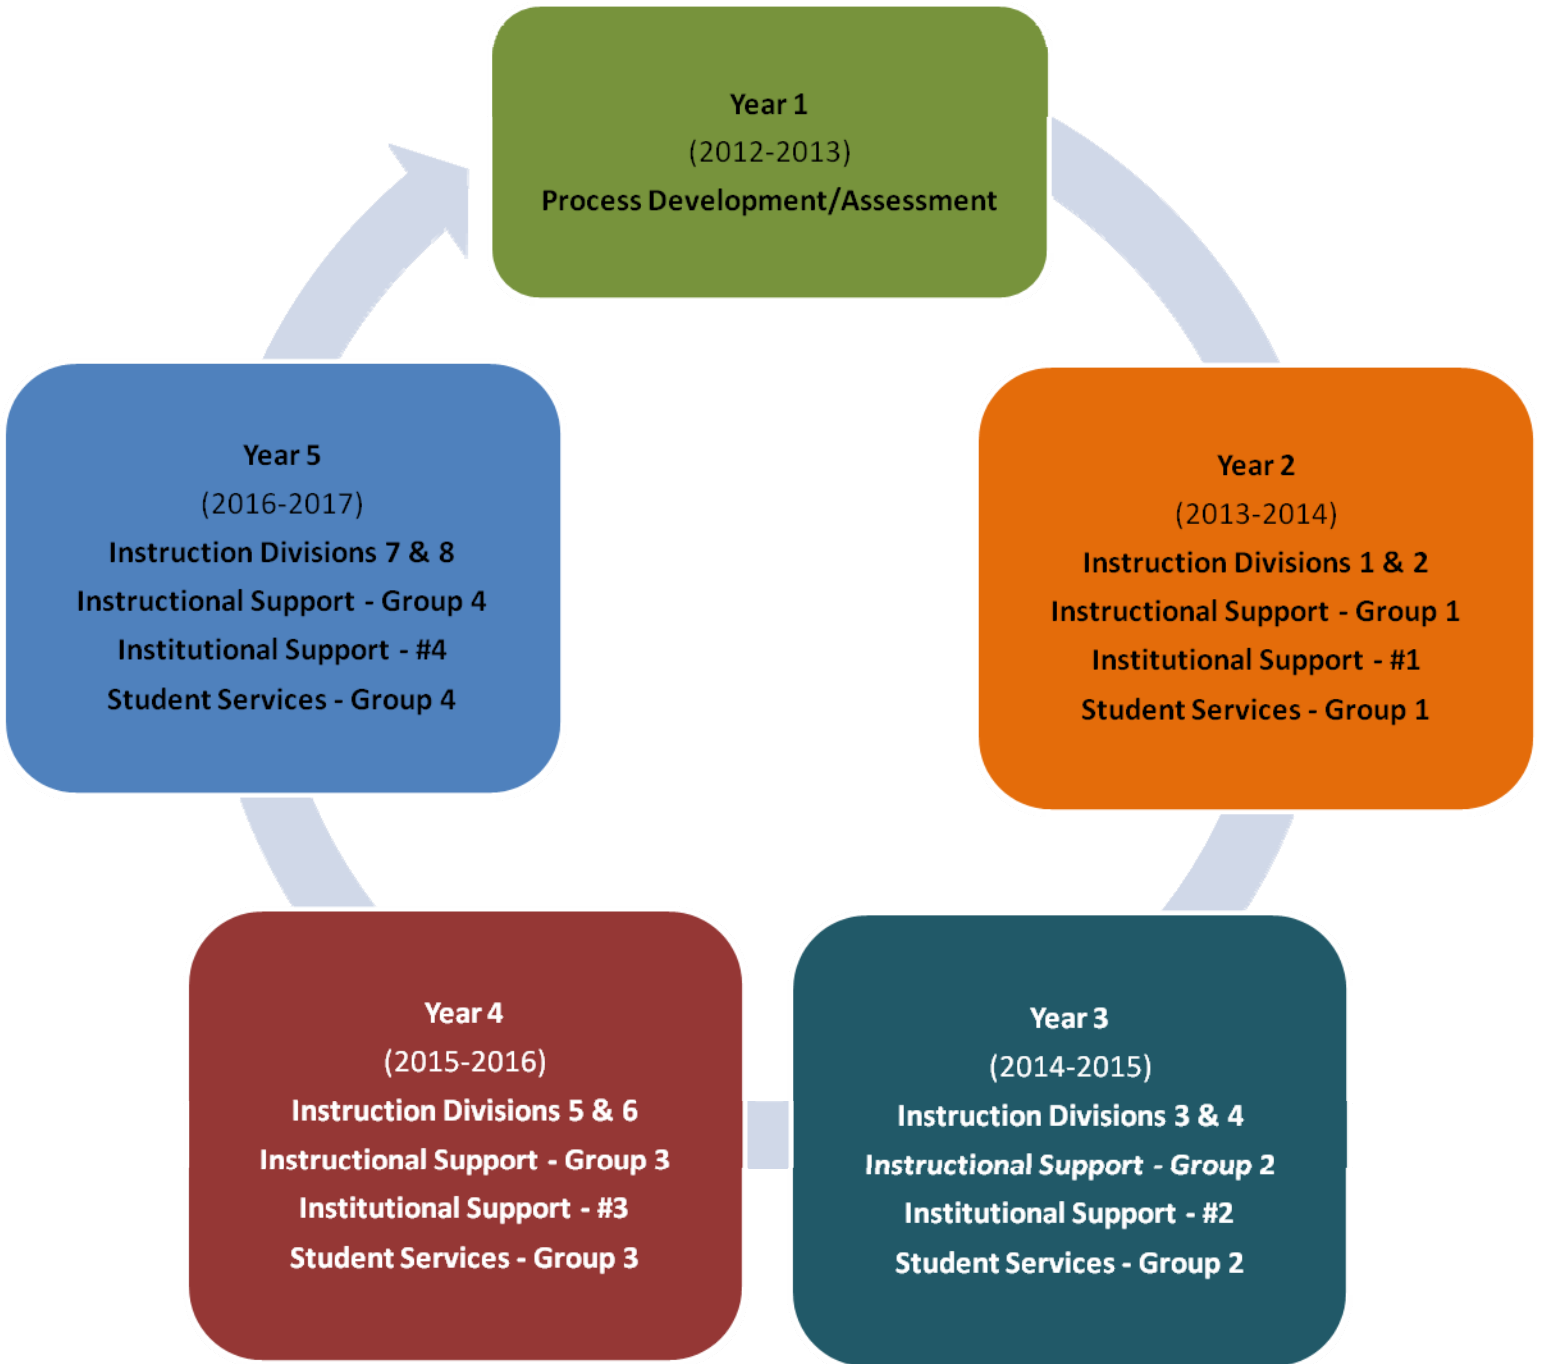 Year 1
(2012-2013)
Process Development/Assessment
Year 2
(2013-2014)
Instruction Divisions 1 & 2
Instructional Support - Group 1
Institutional Support - #1
Student Services - Group 1
Year 3
(2014-2015)
Instruction Divisions 3 & 4
Instructional Support - Group 2
Institutional Support - #2
Student Services - Group 2
Year 4
(2015-2016)
Instruction Divisions 5 & 6
Instructional Support - Group 3
Institutional Support - #3
Student Services - Group 3
Year 5
(2016-2017)
Instruction Divisions 7 & 8
Instructional Support - Group 4
Institutional Support - #4
Student Services - Group 4